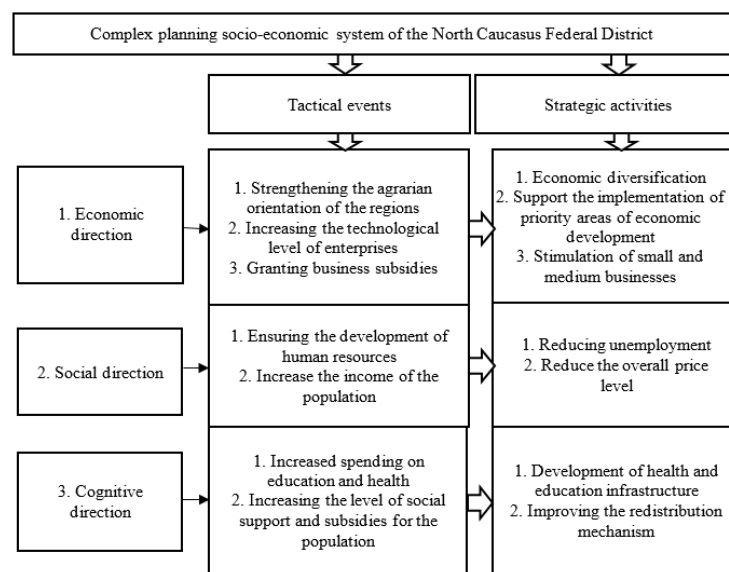 Complex planning socio-economic system of the North Caucasus Federal District
Tactical events
Strategic activities
1. Economic
direction
1. Strengthening the agrarian
orientation of the regions
2. Increasing the technological
level of enterprises
3. Granting business subsidies
1. Economic diversification
2. Support the implementation of
priority areas of economic
development
3. Stimulation of small and
medium businesses
2. Social direction
1. Ensuring the development of
human resources
2. Increase the income of the
population
1. Reducing unemployment
2. Reduce the overall price
level
3. Cognitive
direction
1. Increased spending on
education and health
2. Increasing the level of social
support and subsidies for the
population
1. Development of health and
education infrastructure
2. Improving the redistribution
mechanism